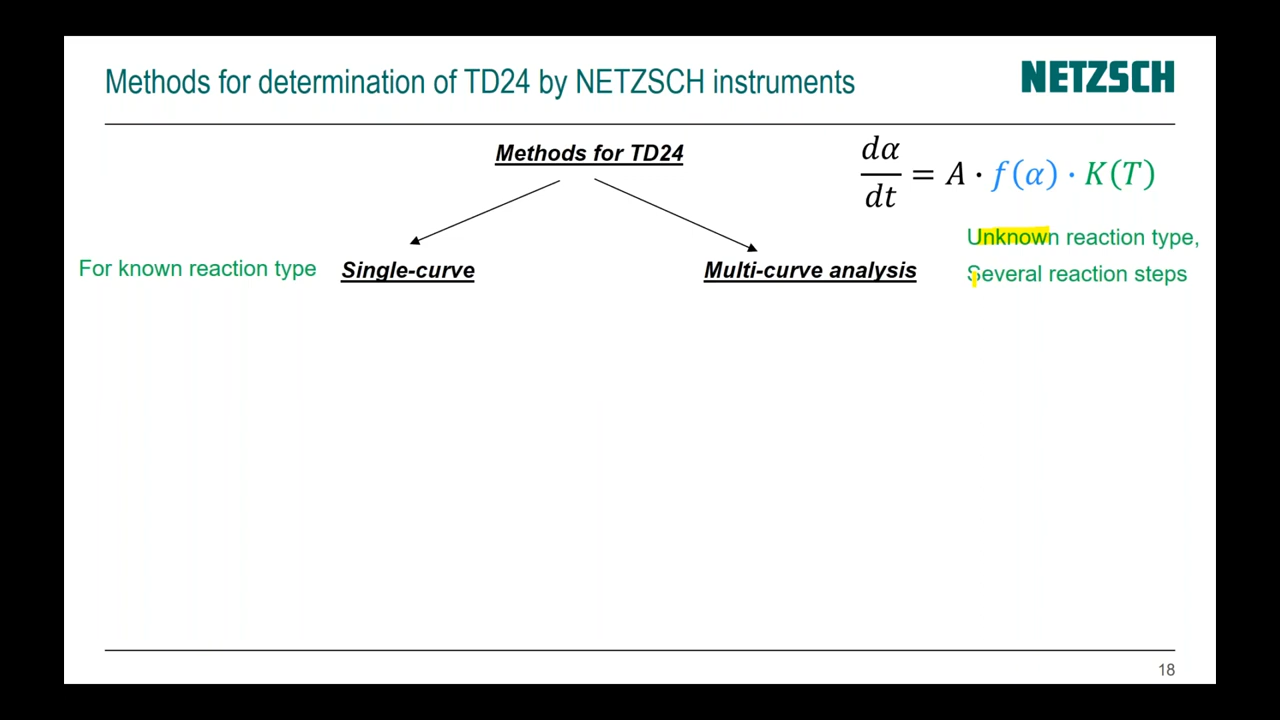 Methods for determination of TD24 by NETZSCH instruments
NETZSCH
Methods for TD24
dα/dt = A · f(α) · K(T)
For known reaction type
Single-curve
Multi-curve analysis
Unknown reaction type,
Several reaction steps
18